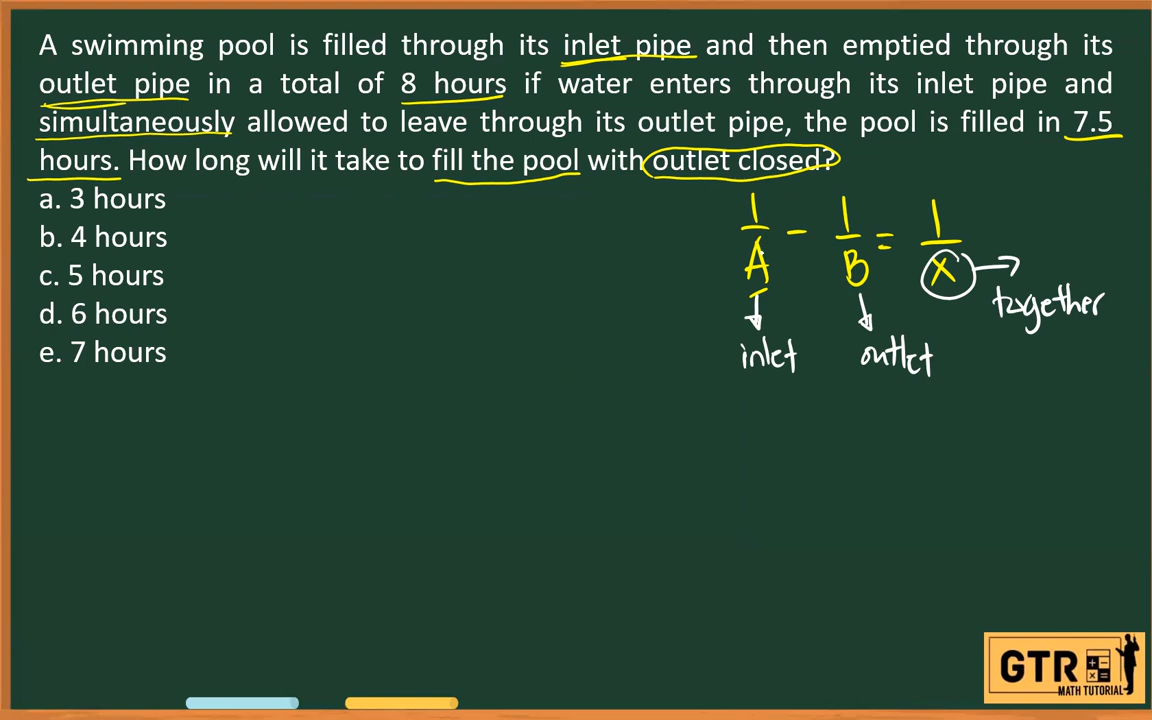 A swimming pool is filled through its inlet pipe and then emptied through its
outlet pipe in a total of 8 hours if water enters through its inlet pipe and
simultaneously allowed to leave through its outlet pipe, the pool is filled in 7.5
hours. How long will it take to fill the pool with outlet closed?
a. 3 hours
b. 4 hours
c. 5 hours
d. 6 hours
e. 7 hours
1/A - 1/B = 1/X
together
inlet
outlet
GTR
MATH TUTORIAL